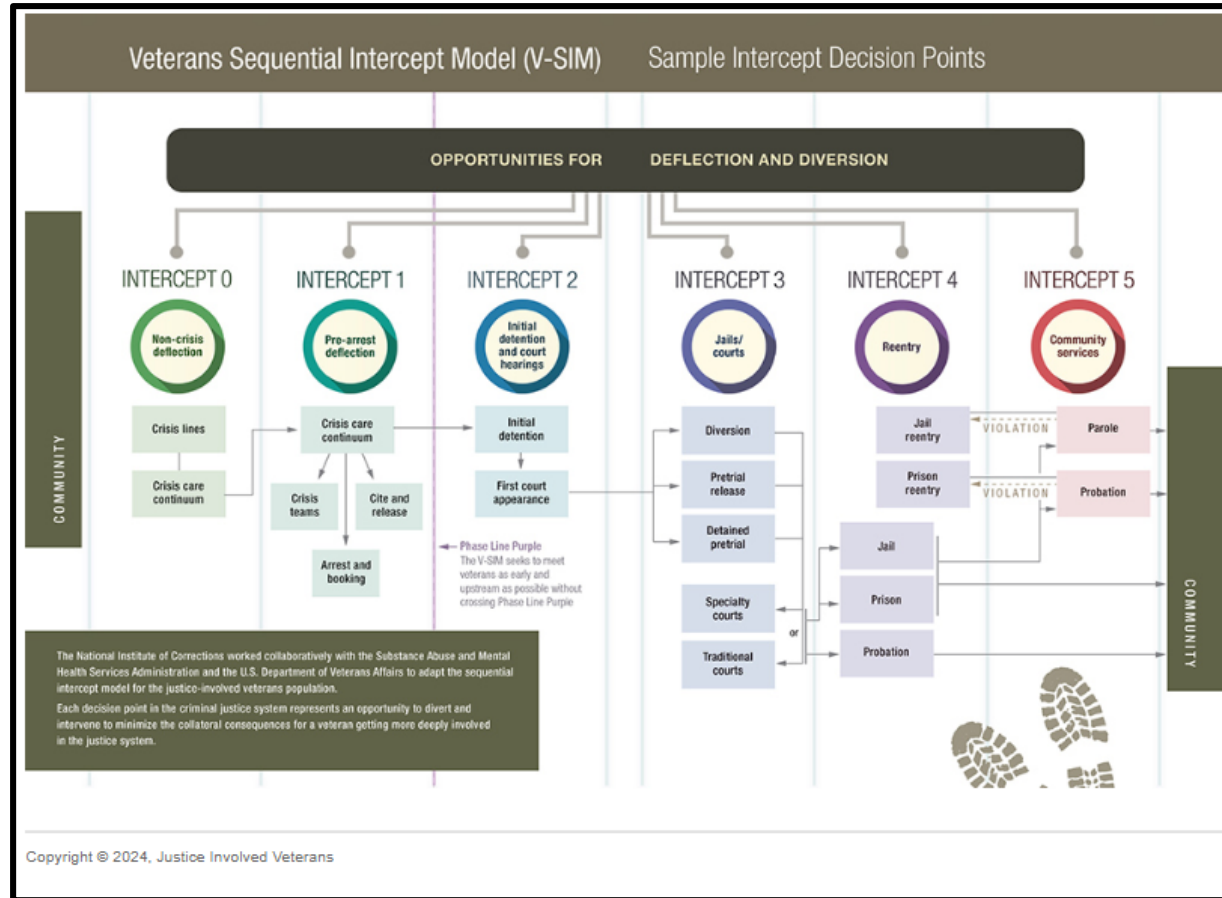 Veterans Sequential Intercept Model (V-SIM) Sample Intercept Decision Points
OPPORTUNITIES FOR DEFLECTION AND DIVERSION
COMMUNITY
INTERCEPT 0
Non-crisis
deflection
Crisis lines
Crisis care
continuum
INTERCEPT 1
Pro-arrest
deflection
Crisis care
continuum
Crisis
teams
Cite and
release
Arrest and
booking
INTERCEPT 2
Initial
detention
and court
hearings
Initial
detention
First court
appearance
Phase Line Purple
The V-SIM seeks to meet
veterans as early and
upstream as possible without
crossing Phase Line Purple
INTERCEPT 3
Jails/
courts
Diversion
Pretrial
release
Detained
pretrial
Specialty
courts
or
Traditional
courts
INTERCEPT 4
Reentry
Jail
reentry
Prison
reentry
Jail
Prison
Probation
INTERCEPT 5
Community
services
VIOLATION
Parole
VIOLATION
Probation
COMMUNITY
The National Institute of Corrections worked collaboratively with the Substance Abuse and Mental
Health Services Administration and the U.S. Department of Veterans Affairs to adapt the sequential
intercept model for the justice-involved veterans population.
Each decision point in the criminal justice system represents an opportunity to divert and
intervene to minimize the collateral consequences for a veteran getting more deeply involved
in the justice system.
Copyright © 2024, Justice Involved Veterans